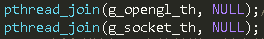 pthread_join(g_opengl_th, NULL);/
pthread_join(g_socket_th, NULL);